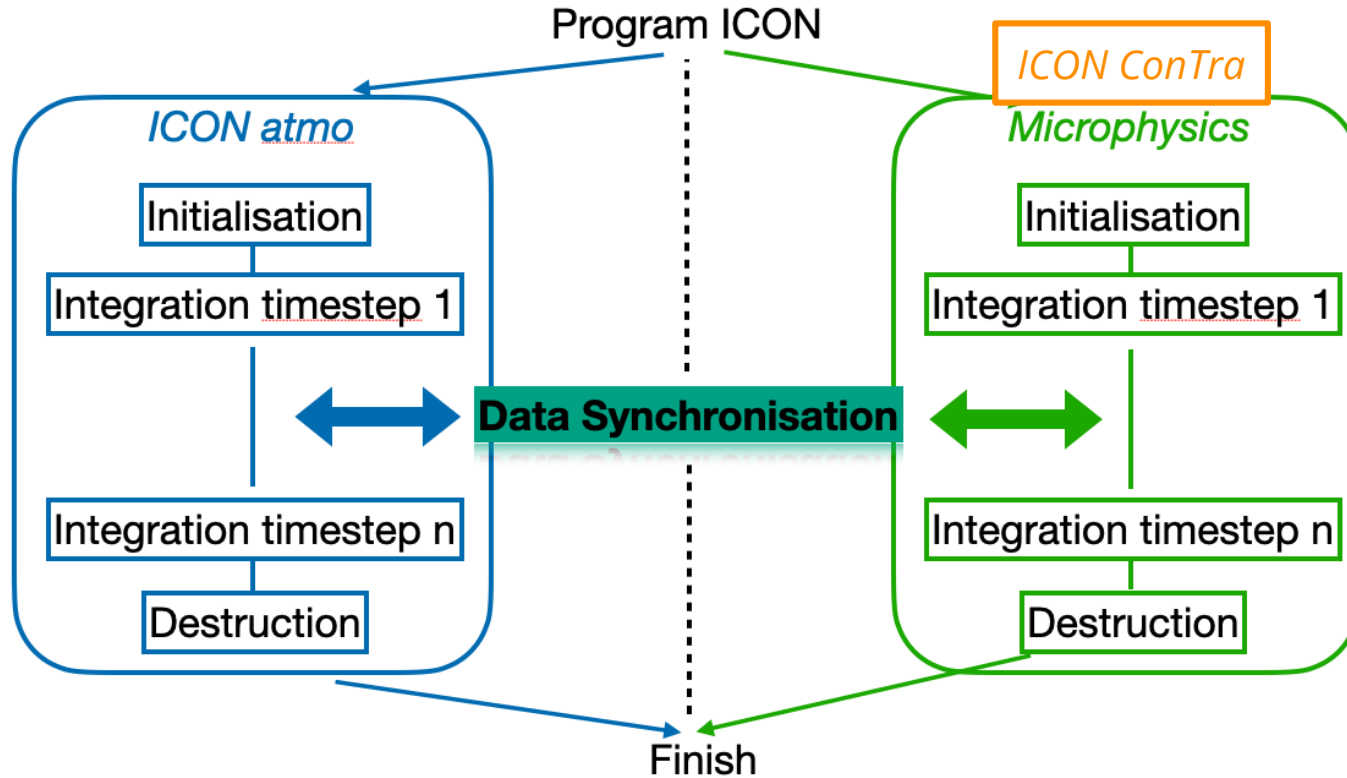 Program ICON
ICON ConTra
ICON atmo
Microphysics
Initialisation
Initialisation
Integration timestep 1
Integration timestep 1
Data Synchronisation
Integration timestep n
Integration timestep n
Destruction
Destruction
Finish